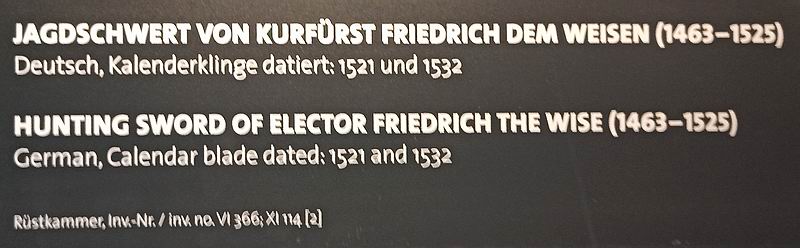 JAGDSCHWERT VON KURFÜRST FRIEDRICH DEM WEISEN (1463–1525)
Deutsch, Kalenderklinge datiert: 1521 und 1532
HUNTING SWORD OF ELECTOR FRIEDRICH THE WISE (1463–1525)
German, Calendar blade dated: 1521 and 1532
Rüstkammer, Inv.-Nr. / inv. no. VI 366; XI 114 [2]